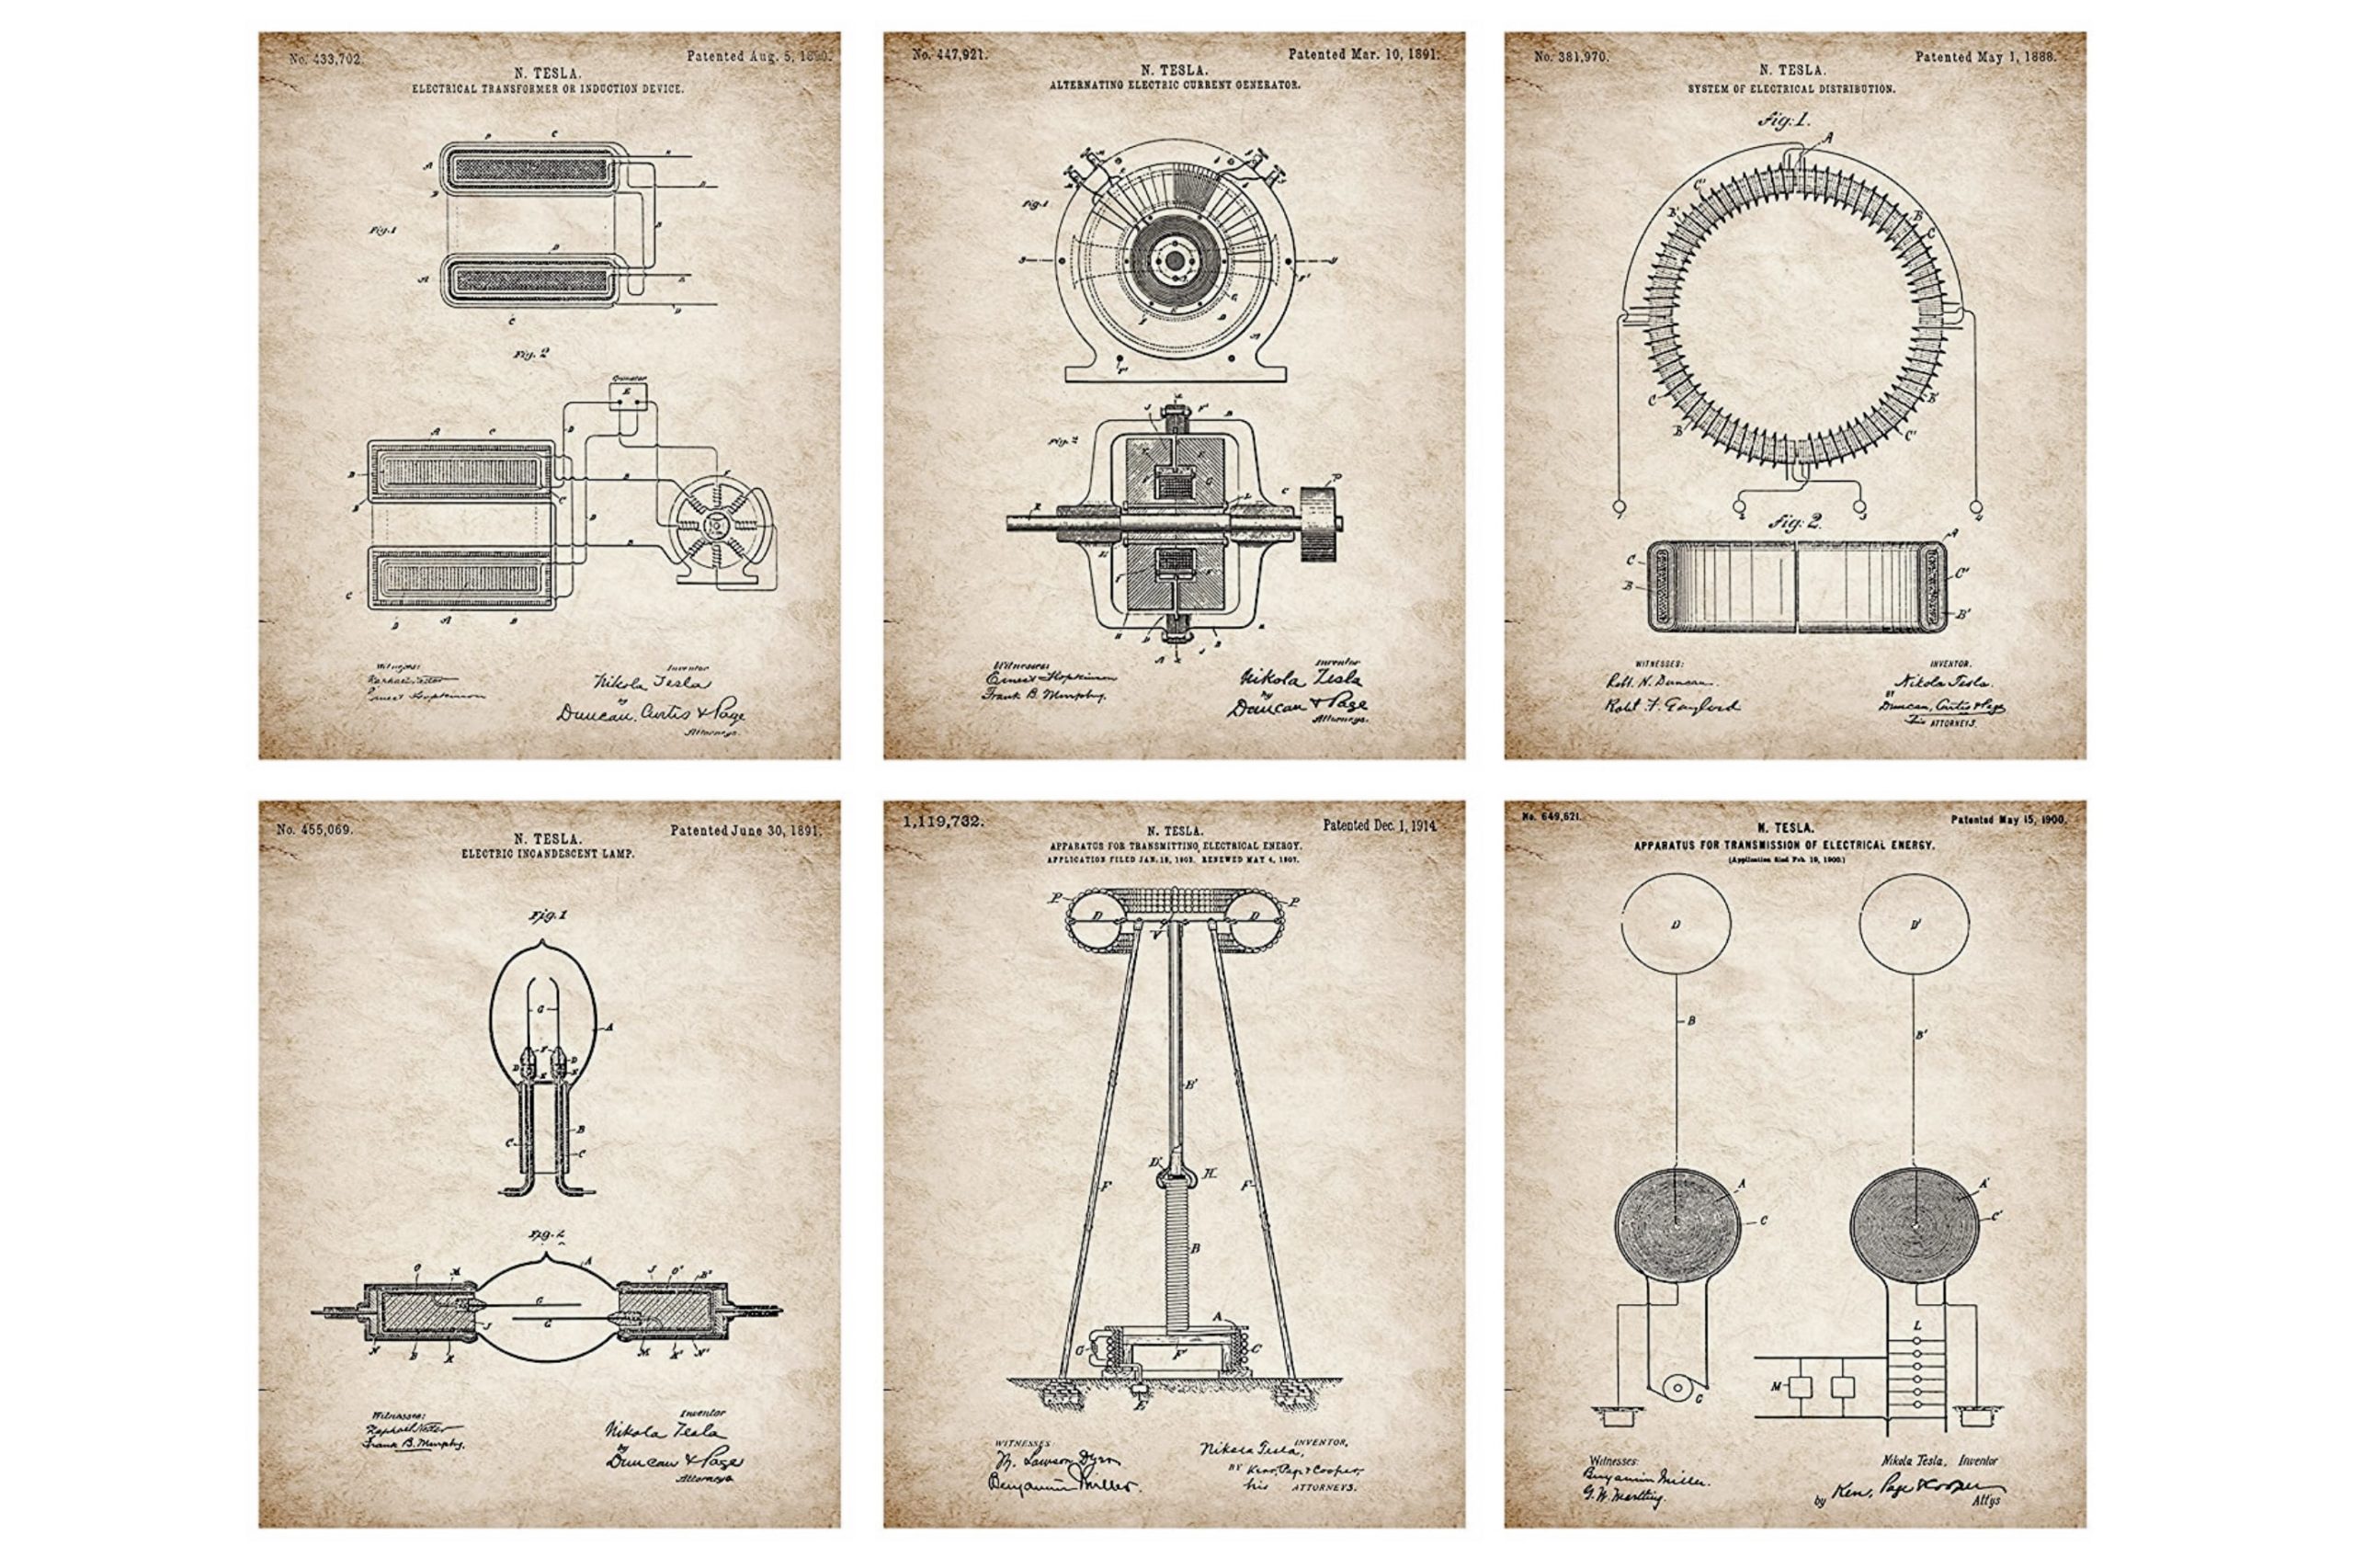 No. 433,702.
Patented Aug. 5, 1890.
N. TESLA.
ELECTRICAL TRANSFORMER OR INDUCTION DEVICE.
Fig. 1
Fig. 2
Witnesses:
Ernest Hopkinson
Inventor
Nikola Tesla
by
Duncan, Curtis & Page
Attorneys.
No. 447,921.
Patented Mar. 10, 1891.
N. TESLA.
ALTERNATING ELECTRIC CURRENT GENERATOR.
Fig. 1
Fig. 2
Witnesses:
Ernest Hopkinson
Frank B. Murphy.
Inventor
Nikola Tesla
by
Duncan & Page
Attorneys.
No. 381,970.
Patented May 1, 1888.
N. TESLA.
SYSTEM OF ELECTRICAL DISTRIBUTION.
Fig: 1.
A
C'
B'
B
C
C
B'
B
C'
1
2
3
4
Fig: 2.
A
C
C'
B
B'
WITNESSES:
Robt. F. Gaylord
INVENTOR.
Nikola Tesla.
BY
Duncan, Curtis & Page
His ATTORNEYS.
No. 455,069.
Patented June 30, 1891.
N. TESLA.
ELECTRIC INCANDESCENT LAMP.
Fig. 1
G
A
C
B
C
Fig. 2
A
G
G
Witnesses:
Raphaël Netter
Frank B. Murphy.
Inventor
Nikola Tesla
by
Duncan & Page
Attorneys
1,119,732.
Patented Dec. 1, 1914
N. TESLA.
APPARATUS FOR TRANSMITTING ELECTRICAL ENERGY.
APPLICATION FILED JAN. 18, 1902. RENEWED MAY 4, 1907.
P
D
D
P
V
B'
D'
H
F
F
B
A
G
F'
C
E
WITNESSES:
M. Lawson Dyer
Benjamin Miller.
INVENTOR,
Nikola Tesla,
BY Kerr, Page & Cooper,
his ATTORNEYS.
No. 649,621.
Patented May 15, 1900.
N. TESLA.
APPARATUS FOR TRANSMISSION OF ELECTRICAL ENERGY.
(Application filed Feb. 19, 1900.)
D
D'
B
B'
A
A'
C
C'
L
M
G
Witnesses:
Benjamin Miller.
Nikola Tesla, Inventor
by Kerr, Page & Cooper
Att'ys